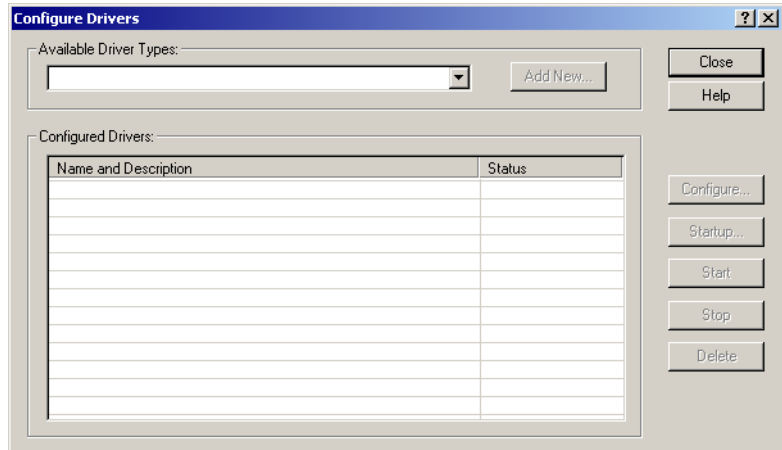 Configure Drivers
Available Driver Types:
Add New...
Close
Help
Configured Drivers:
Name and Description Status
Configure...
Startup...
Start
Stop
Delete